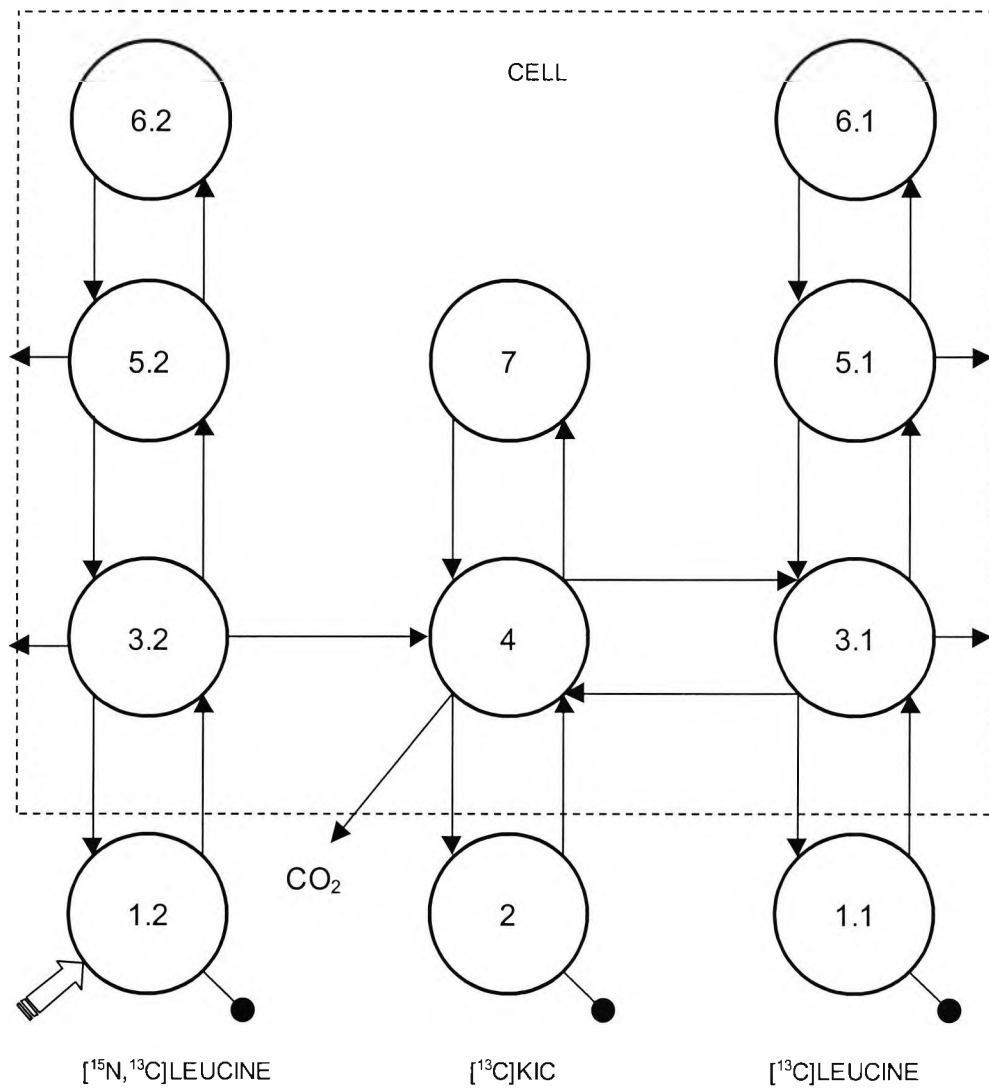 CELL
6.2
6.1
5.2
7
5.1
3.2
4
3.1
CO₂
1.2
2
1.1
[¹⁵N,¹³C]LEUCINE
[¹³C]KIC
[¹³C]LEUCINE